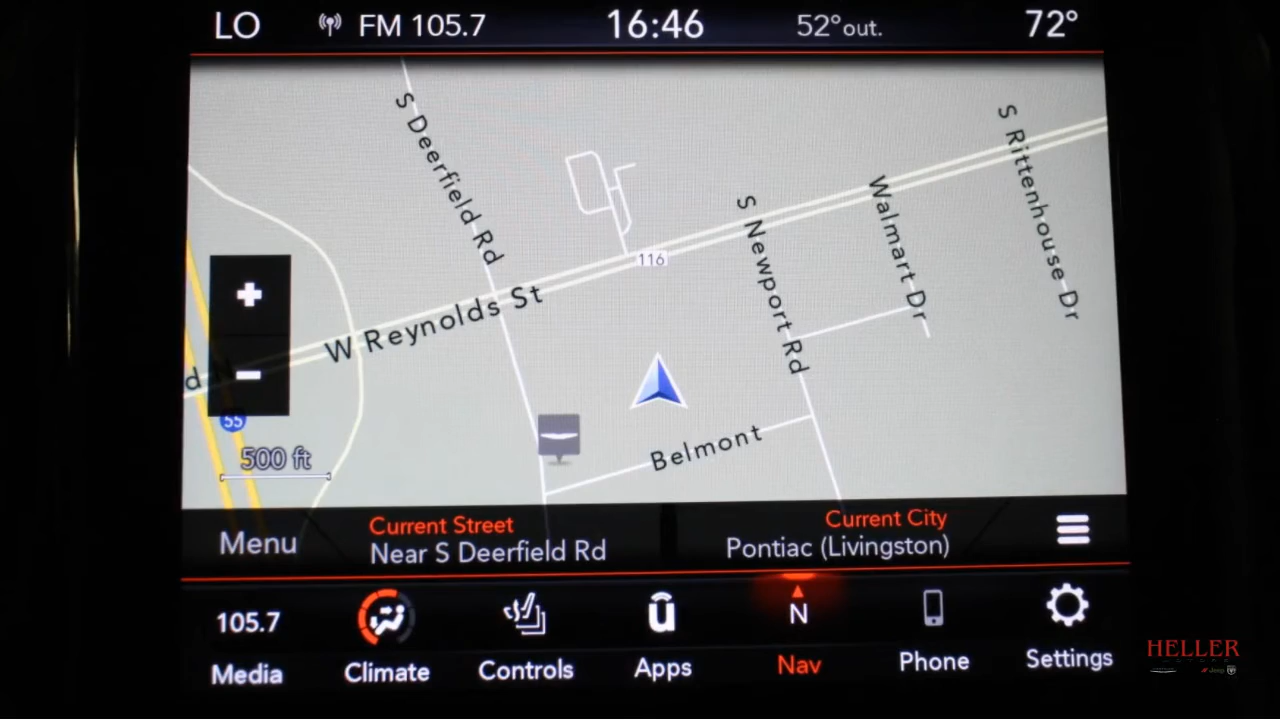 LO FM 105.7 16:46 52°out. 72°
S Deerfield Rd
S Rittenhouse Dr
Walmart Dr
S Newport Rd
116
W Reynolds St
+
d N
−
55
500 ft
Belmont
Menu
Current Street
Near S Deerfield Rd
Current City
Pontiac (Livingston)
105.7
N
Media Climate Controls Apps Nav Phone Settings
HELLER
Jeep